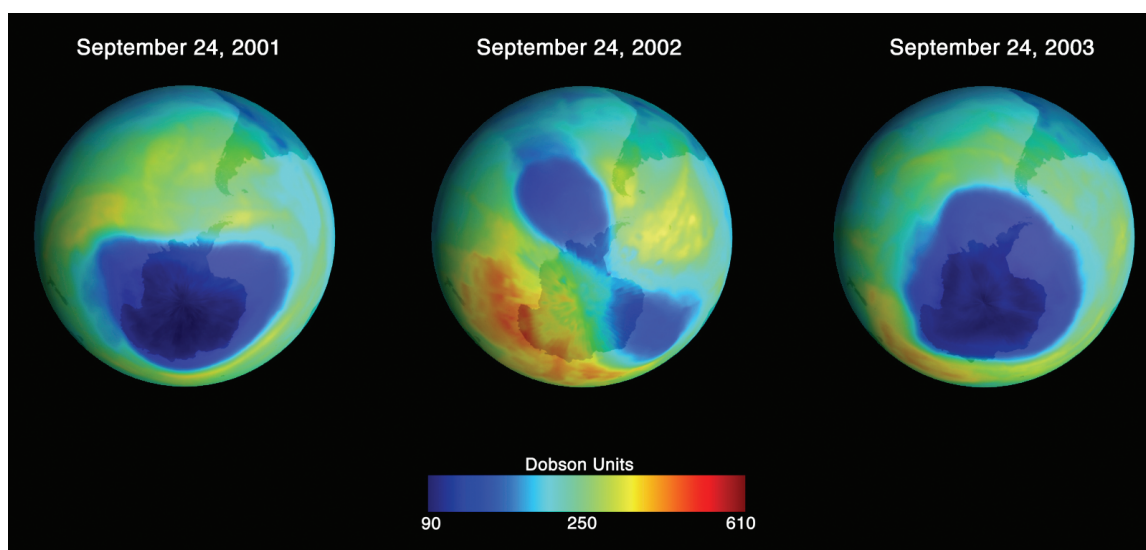 September 24, 2001
September 24, 2002
September 24, 2003
Dobson Units
90
250
610